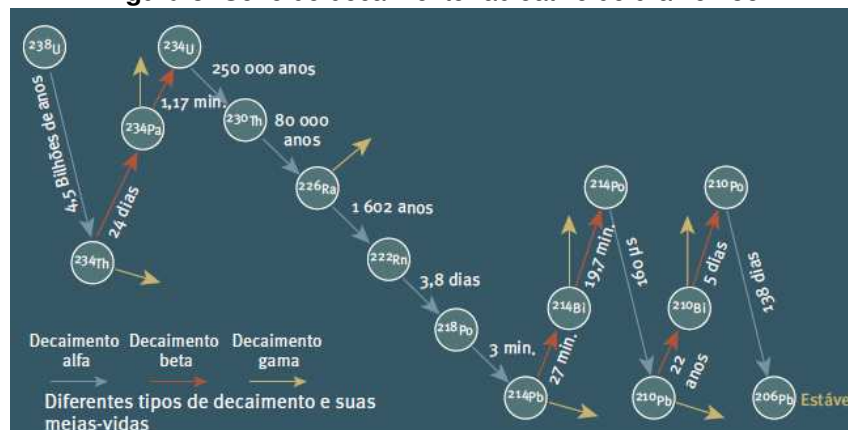 ²³⁸U
4,5 Bilhões de anos
²³⁴Th
24 dias
²³⁴Pa
1,17 min.
²³⁴U
250 000 anos
²³⁰Th
80 000
anos
²²⁶Ra
1 602 anos
²²²Rn
3,8 dias
²¹⁸Po
3 min.
²¹⁴Pb
27 min.
²¹⁴Bi
19,7 min.
²¹⁴Po
160 µs
²¹⁰Pb
22
anos
²¹⁰Bi
5 dias
²¹⁰Po
138 dias
²⁰⁶Pb
Estáve
Decaimento
alfa
Decaimento
beta
Decaimento
gama
Diferentes tipos de decaimento e suas
meias-vidas